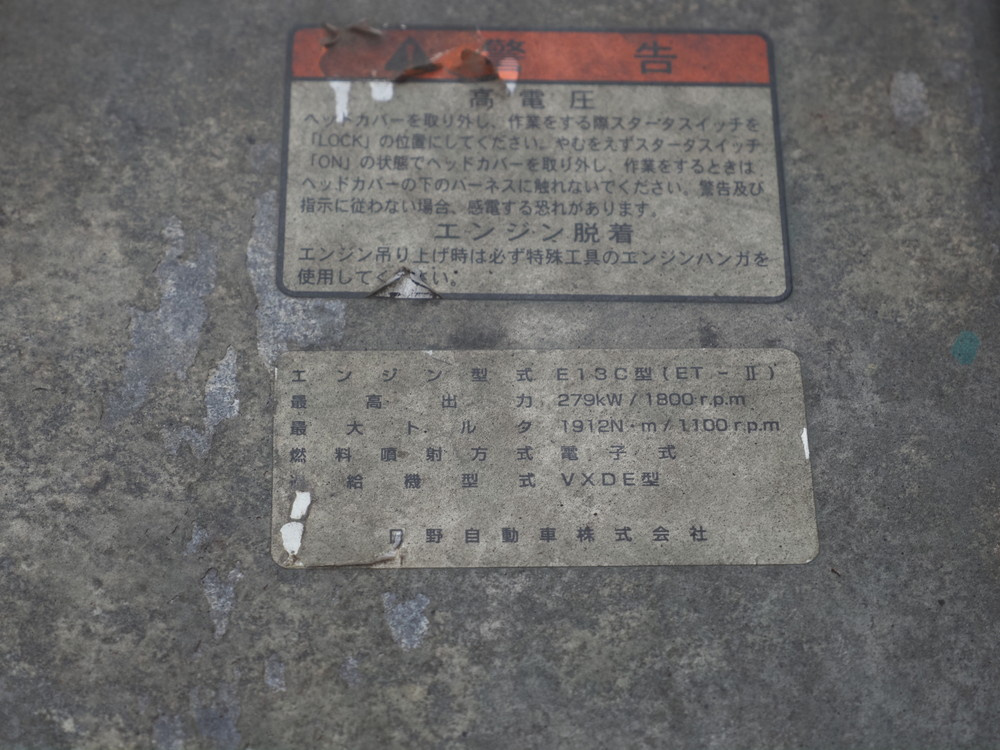 警告
高電圧
ヘッドカバーを取り外し、作業をする際スタータスイッチを
「LOCK」の位置にしてください。やむをえずスタータスイッチ
「ON」の状態でヘッドカバーを取り外し、作業をするときは
ヘッドカバーの下のハーネスに触れないでください。警告及び
指示に従わない場合、感電する恐れがあります。
エンジン脱着
エンジン吊り上げ時は必ず特殊工具のエンジンハンガを
使用してください。
エンジン型式 E13C型(ET-Ⅱ)
最高出力 279kW/1800r.p.m
最大トルク 1912N·m/1100r.p.m
燃料噴射方式 電子式
給機型式 VXDE型
日野自動車株式会社